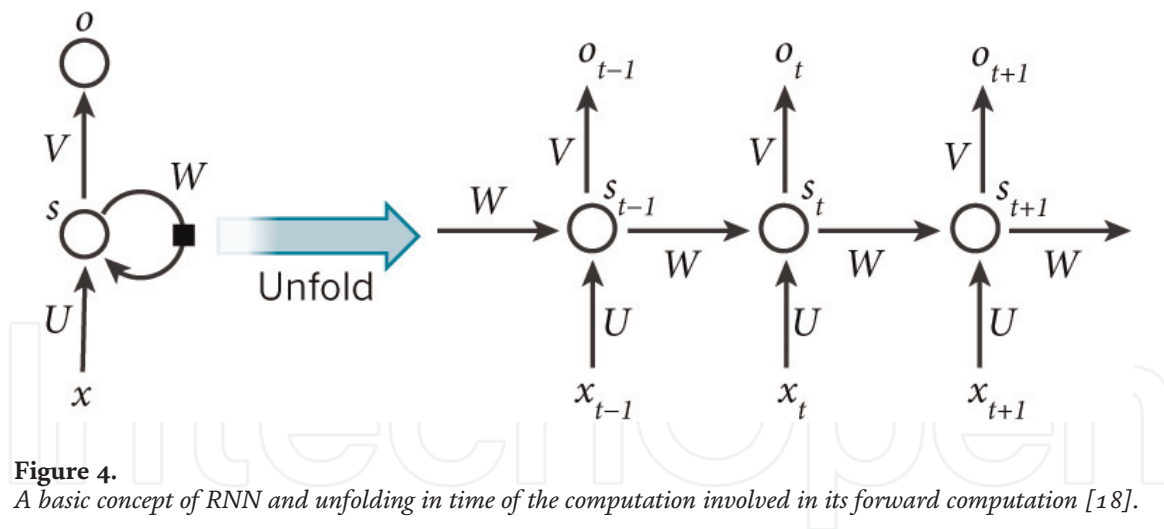 o
V
W
s
U
x
Unfold
o_{t-1} o_t o_{t+1}
V V V
W s_{t-1} s_t s_{t+1}
W W W
U U U
x_{t-1} x_t x_{t+1}
IntechOpen
Figure 4.
A basic concept of RNN and unfolding in time of the computation involved in its forward computation [18].